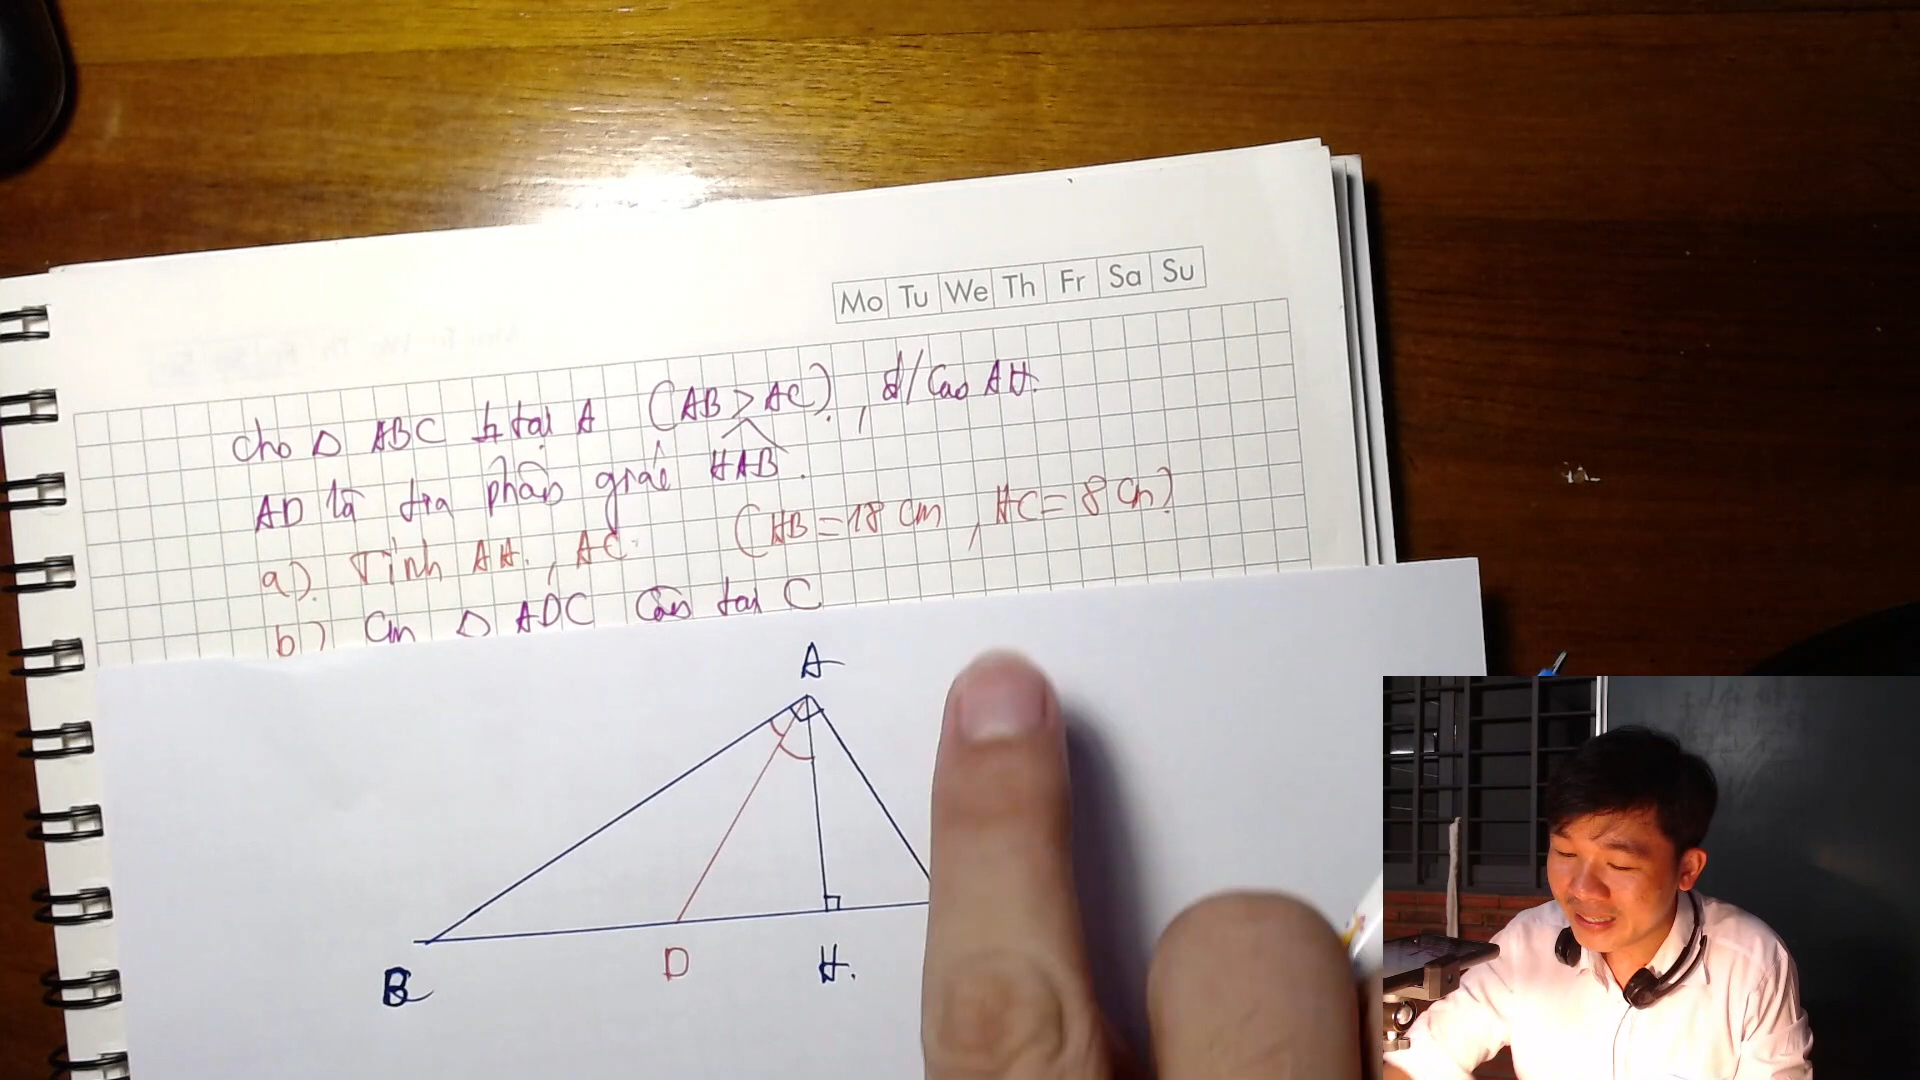 Mo Tu We Th Fr Sa Su
Cho Δ ABC ⊥ tại A (AB > AC), đ/cao AH.
AD là tia phân giác HAB.
a). Tính AH., AC. (HB = 18 cm, HC = 8 cm)
b) Cm Δ ADC cân tại C
A
B
D
H.